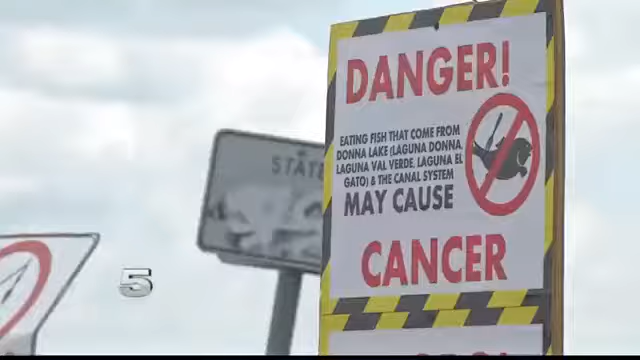 DANGER!
EATING FISH THAT COME FROM
DONNA LAKE (LAGUNA DONNA,
LAGUNA VAL VERDE, LAGUNA EL
GATO) & THE CANAL SYSTEM
MAY CAUSE
CANCER
STATE
5